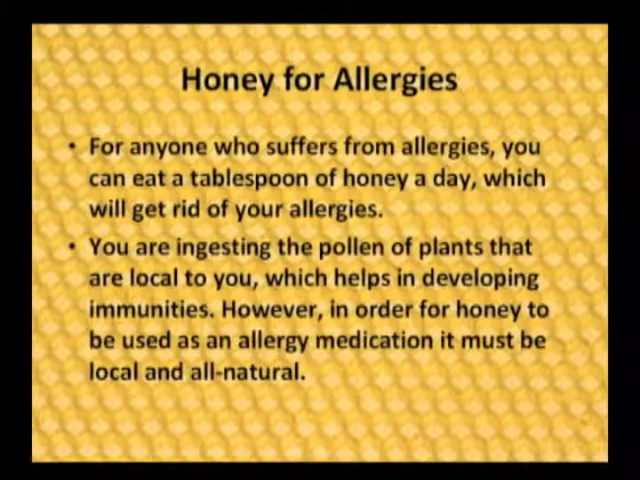 Honey for Allergies
• For anyone who suffers from allergies, you
can eat a tablespoon of honey a day, which
will get rid of your allergies.
• You are ingesting the pollen of plants that
are local to you, which helps in developing
immunities. However, in order for honey to
be used as an allergy medication it must be
local and all-natural.